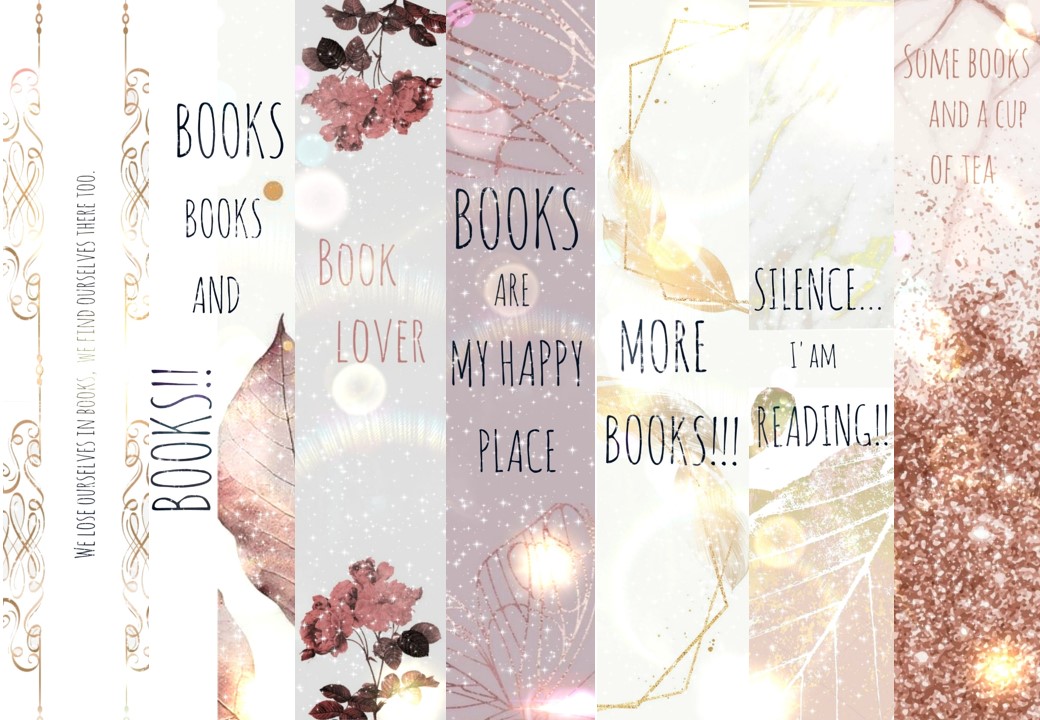 WE LOSE OURSELVES IN BOOKS, WE FIND OURSELVES THERE TOO.
BOOKS
BOOKS
AND
BOOKS!!
BOOK
LOVER
BOOKS
ARE
MY HAPPY
PLACE
MORE
BOOKS!!!
SILENCE...
I'AM
READING!!
SOME BOOKS
AND A CUP
OF TEA